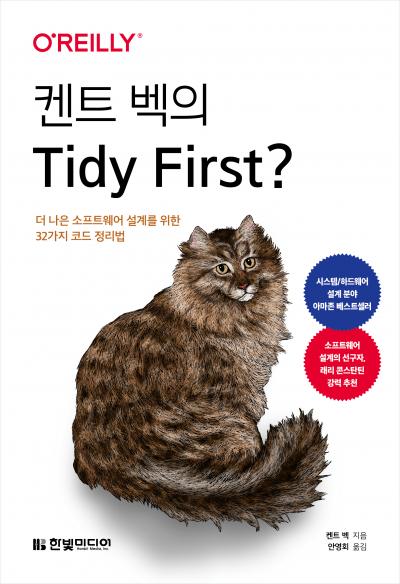 O'REILLY®
켄트 벡의
Tidy First?
더 나은 소프트웨어 설계를 위한
32가지 코드 정리법
시스템/하드웨어
설계 분야
아마존 베스트셀러
소프트웨어
설계의 선구자,
래리 콘스탄틴
강력 추천
한빛미디어
Hanbit Media, Inc.
켄트 벡 지음
안영회 옮김